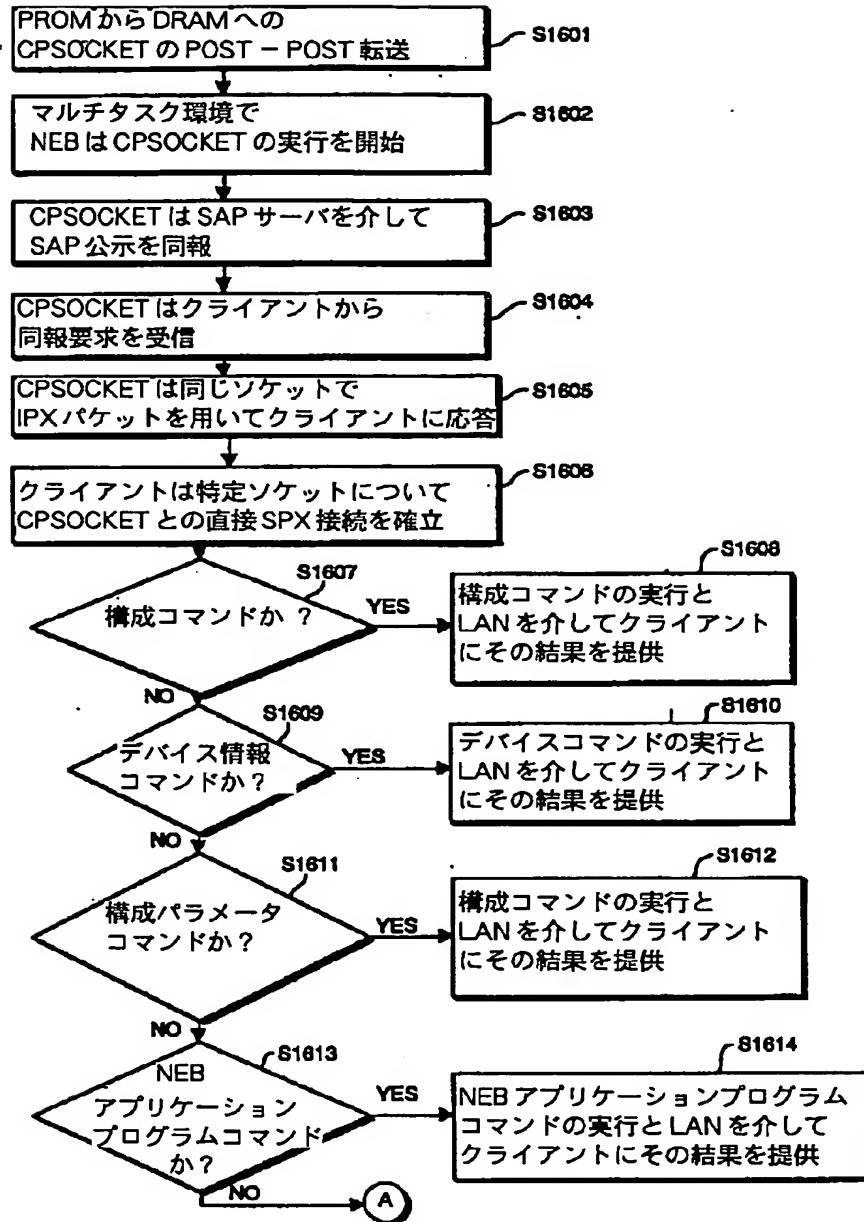 PROMからDRAMへの
CPSOCKETのPOST－POST転送
S1601
マルチタスク環境で
NEBはCPSOCKETの実行を開始
S1602
CPSOCKETはSAPサーバを介して
SAP公示を同報
S1603
CPSOCKETはクライアントから
同報要求を受信
S1604
CPSOCKETは同じソケットで
IPXパケットを用いてクライアントに応答
S1605
クライアントは特定ソケットについて
CPSOCKETとの直接SPX接続を確立
S1606
S1607
構成コマンドか？
YES
S1608
構成コマンドの実行と
LANを介してクライアント
にその結果を提供
NO
S1609
デバイス情報
コマンドか？
YES
S1610
デバイスコマンドの実行と
LANを介してクライアント
にその結果を提供
NO
S1611
構成パラメータ
コマンドか？
YES
S1612
構成コマンドの実行と
LANを介してクライアント
にその結果を提供
NO
S1613
NEB
アプリケーション
プログラムコマンド
か？
YES
S1614
NEBアプリケーションプログラム
コマンドの実行とLANを介して
クライアントにその結果を提供
NO
A